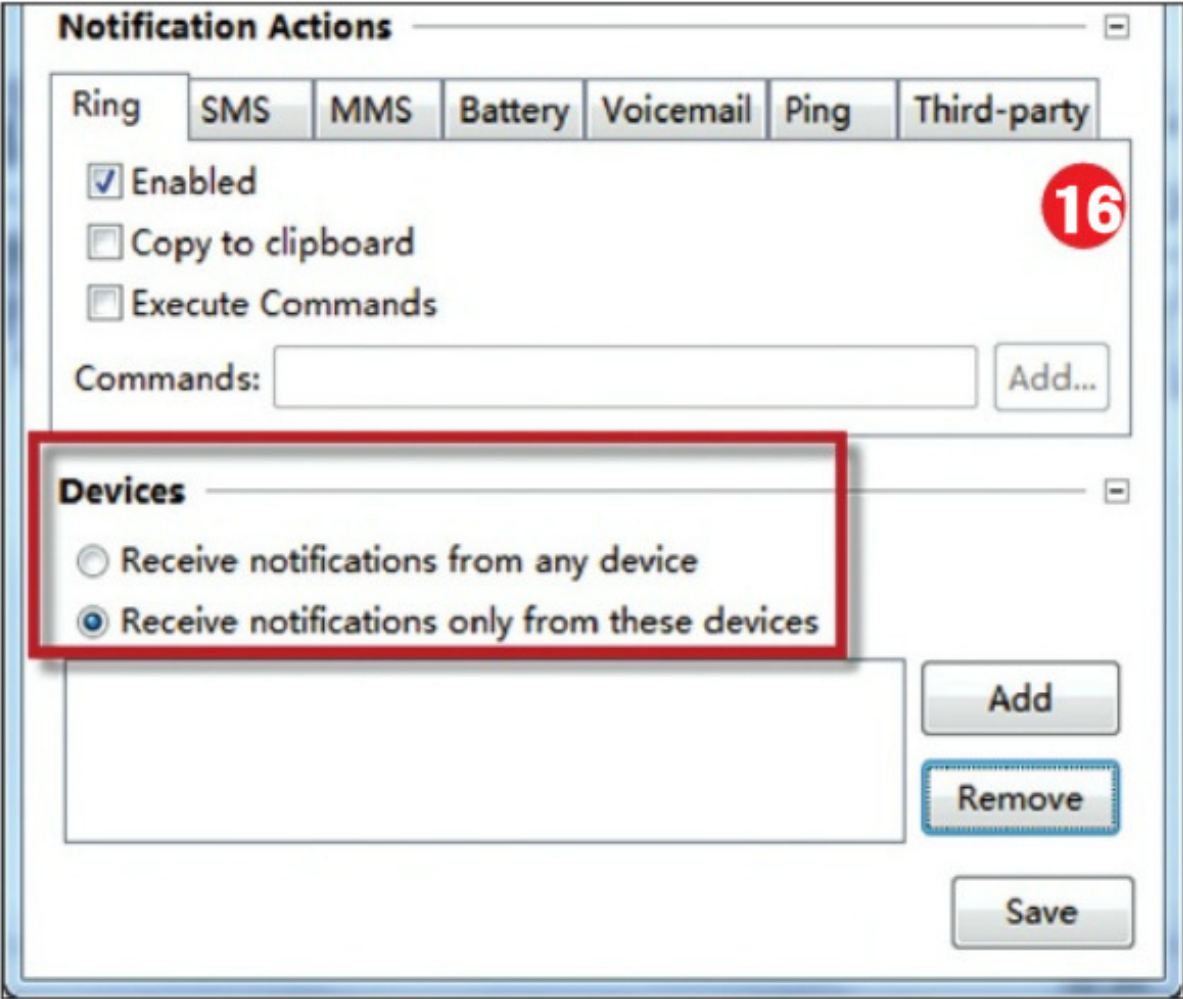 Notification Actions
Ring SMS MMS Battery Voicemail Ping Third-party
Enabled
16
Copy to clipboard
Execute Commands
Commands: Add...
Devices
Receive notifications from any device
Receive notifications only from these devices
Add
Remove
Save